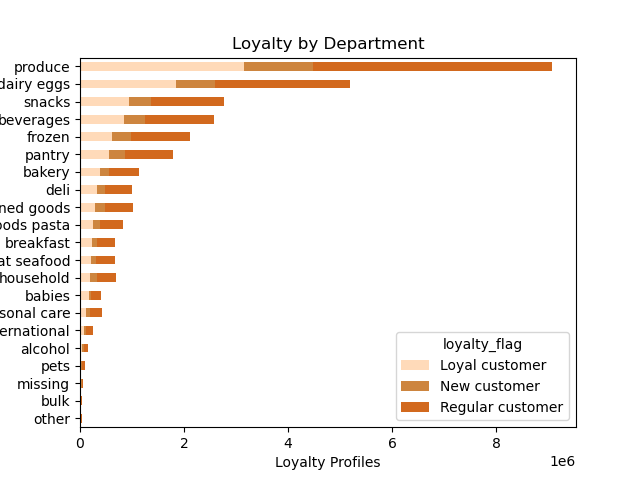 Loyalty by Department
produce
dairy eggs
snacks
beverages
frozen
pantry
bakery
deli
ned goods
oods pasta
breakfast
at seafood
household
babies
sonal care
ernational
alcohol
pets
missing
bulk
other
loyalty_flag
Loyal customer
New customer
Regular customer
0 2 4 6 8
1e6
Loyalty Profiles